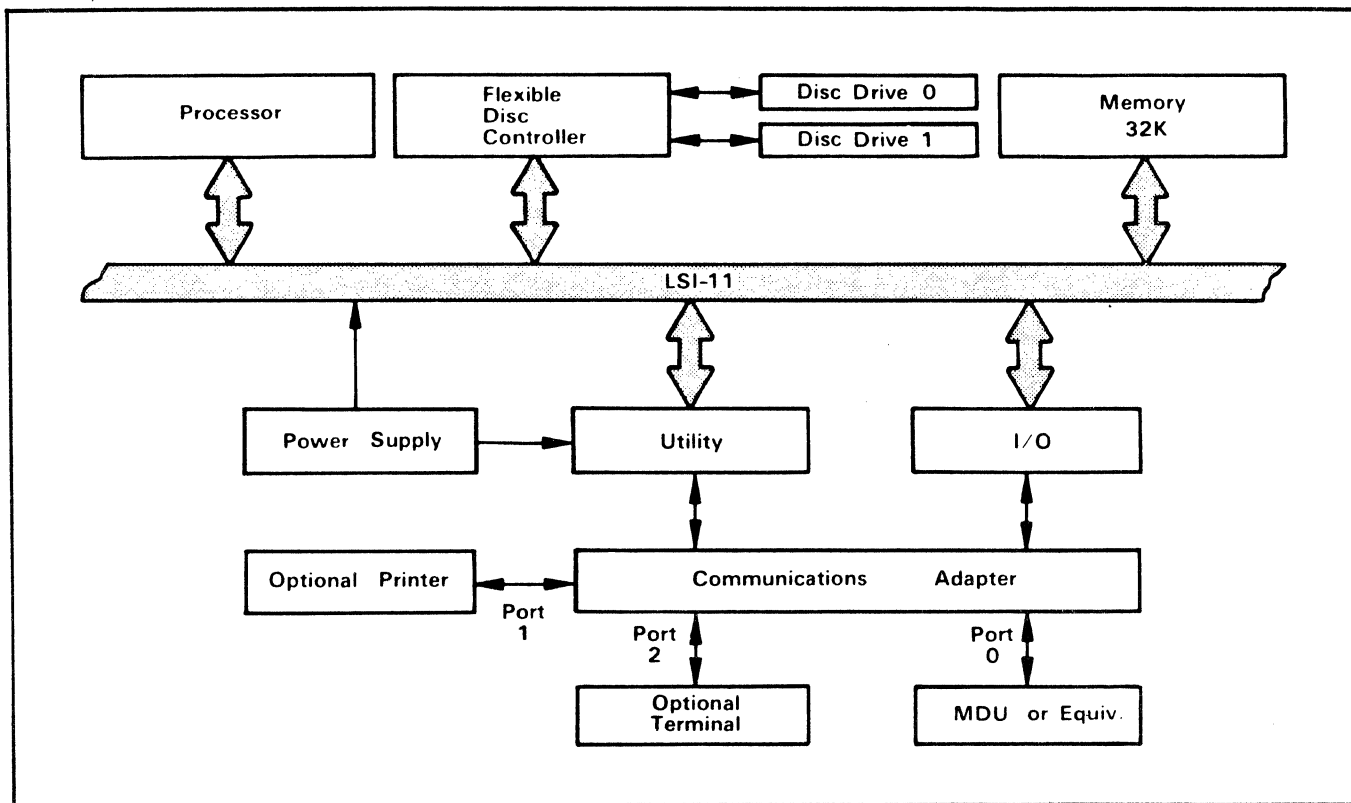 Processor
Flexible
Disc
Controller
Disc Drive 0
Disc Drive 1
Memory
32K
LSI-11
Power Supply
Utility
I/O
Optional Printer
Communications Adapter
Port
1
Port
2
Port
0
Optional
Terminal
MDU or Equiv.